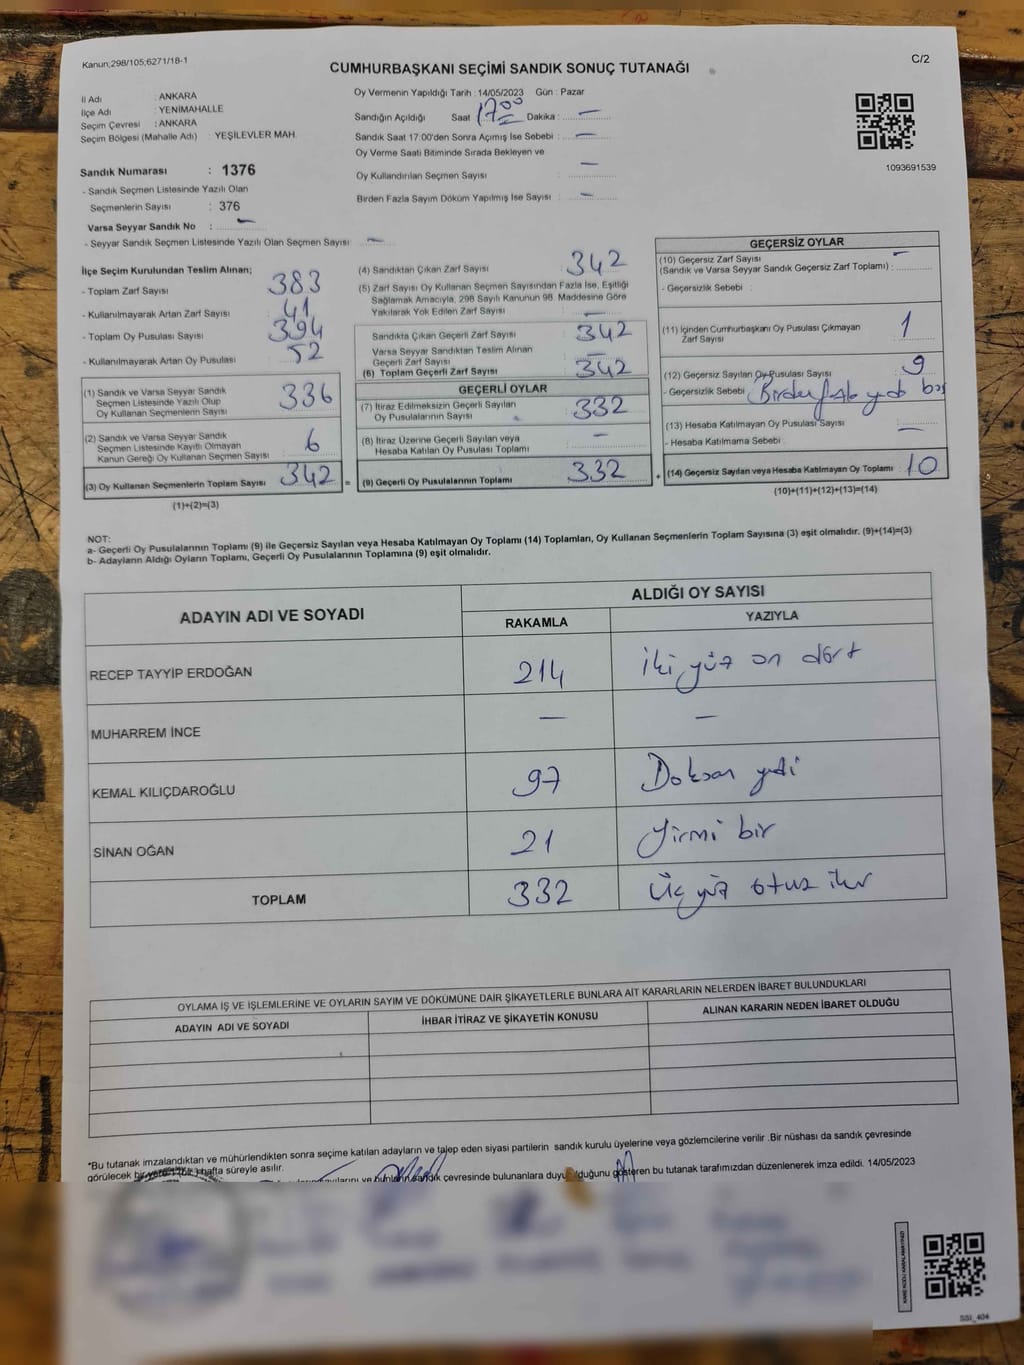 Kanun;298/105;6271/18-1
C/2
CUMHURBAŞKANI SEÇİMİ SANDIK SONUÇ TUTANAĞI
İl Adı : ANKARA
İlçe Adı : YENİMAHALLE
Seçim Çevresi : ANKARA
Seçim Bölgesi (Mahalle Adı) : YEŞİLEVLER MAH.
Sandık Numarası : 1376
- Sandık Seçmen Listesinde Yazılı Olan
Seçmenlerin Sayısı : 376
Varsa Seyyar Sandık No : -
- Seyyar Sandık Seçmen Listesinde Yazılı Olan Seçmen Sayısı : -
Oy Vermenin Yapıldığı Tarih : 14/05/2023 Gün : Pazar
Sandığın Açıldığı Saat 17:00 Dakika : -
Sandık Saat 17:00'den Sonra Açımış İse Sebebi : -
Oy Verme Saati Bitiminde Sırada Bekleyen ve
Oy Kullandırılan Seçmen Sayısı : -
Birden Fazla Sayım Döküm Yapılmış İse Sayısı : -
1093691539
İlçe Seçim Kurulundan Teslim Alınan;
- Toplam Zarf Sayısı : 383
- Kullanılmayarak Artan Zarf Sayısı : 41
- Toplam Oy Pusulası Sayısı : 394
- Kullanılmayarak Artan Oy Pusulası : 52
(1) Sandık ve Varsa Seyyar Sandık
Seçmen Listesinde Yazılı Olup
Oy Kullanan Seçmenlerin Sayısı : 336
(2) Sandık ve Varsa Seyyar Sandık
Seçmen Listesinde Kayıtlı Olmayan
Kanun Gereği Oy Kullanan Seçmen Sayısı : 6
(3) Oy Kullanan Seçmenlerin Toplam Sayısı : 342 =
(1)+(2)=(3)
(4) Sandıktan Çıkan Zarf Sayısı : 342
(5) Zarf Sayısı Oy Kullanan Seçmen Sayısından Fazla İse, Eşitliği
Sağlamak Amacıyla, 298 Sayılı Kanunun 98. Maddesine Göre
Yakılarak Yok Edilen Zarf Sayısı : -
Sandıkta Çıkan Geçerli Zarf Sayısı : 342
Varsa Seyyar Sandıktan Teslim Alınan
Geçerli Zarf Sayısı : -
(6) Toplam Geçerli Zarf Sayısı : 342
GEÇERLİ OYLAR
(7) İtiraz Edilmeksizin Geçerli Sayılan
Oy Pusulalarının Sayısı : 332
(8) İtiraz Üzerine Geçerli Sayılan veya
Hesaba Katılan Oy Pusulası Toplamı : -
(9) Geçerli Oy Pusulalarının Toplamı : 332 +
GEÇERSİZ OYLAR
(10) Geçersiz Zarf Sayısı
(Sandık ve Varsa Seyyar Sandık Geçersiz Zarf Toplamı) : -
- Geçersizlik Sebebi :
(11) İçinden Cumhurbaşkanı Oy Pusulası Çıkmayan
Zarf Sayısı : 1
(12) Geçersiz Sayılan Oy Pusulası Sayısı : 9
- Geçersizlik Sebebi : Birden fazla
(13) Hesaba Katılmayan Oy Pusulası Sayısı : -
- Hesaba Katılmama Sebebi :
(14) Geçersiz Sayılan veya Hesaba Katılmayan Oy Toplamı : 10
(10)+(11)+(12)+(13)=(14)
NOT:
a- Geçerli Oy Pusulalarının Toplamı (9) ile Geçersiz Sayılan veya Hesaba Katılmayan Oy Toplamı (14) Toplamları, Oy Kullanan Seçmenlerin Toplam Sayısına (3) eşit olmalıdır. (9)+(14)=(3)
b- Adayların Aldığı Oyların Toplamı, Geçerli Oy Pusulalarının Toplamına (9) eşit olmalıdır.
ADAYIN ADI VE SOYADI ALDIĞI OY SAYISI
RAKAMLA YAZIYLA
RECEP TAYYİP ERDOĞAN 214 iki yüz on dört
MUHARREM İNCE - -
KEMAL KILIÇDAROĞLU 97 Doksan yedi
SİNAN OĞAN 21 yirmi bir
TOPLAM 332 üç yüz otuz iki
OYLAMA İŞ VE İŞLEMLERİNE VE OYLARIN SAYIM VE DÖKÜMÜNE DAİR ŞİKAYETLERLE BUNLARA AİT KARARLARIN NELERDEN İBARET BULUNDUKLARI
ADAYIN ADI VE SOYADI İHBAR İTİRAZ VE ŞİKAYETİN KONUSU ALINAN KARARIN NEDEN İBARET OLDUĞU
*Bu tutanak imzalandıktan ve mühürlendikten sonra seçime katılan adayların ve talep eden siyasi partilerin sandık kurulu üyelerine veya gözlemcilerine verilir .Bir nüshası da sandık çevresinde
görülecek bir yere 1 (bir) hafta süreyle asılır.
sandık çevresinde bulunanlara duyurulduğunu gösteren bu tutanak tarafımızdan düzenlenerek imza edildi. 14/05/2023
SSI_404